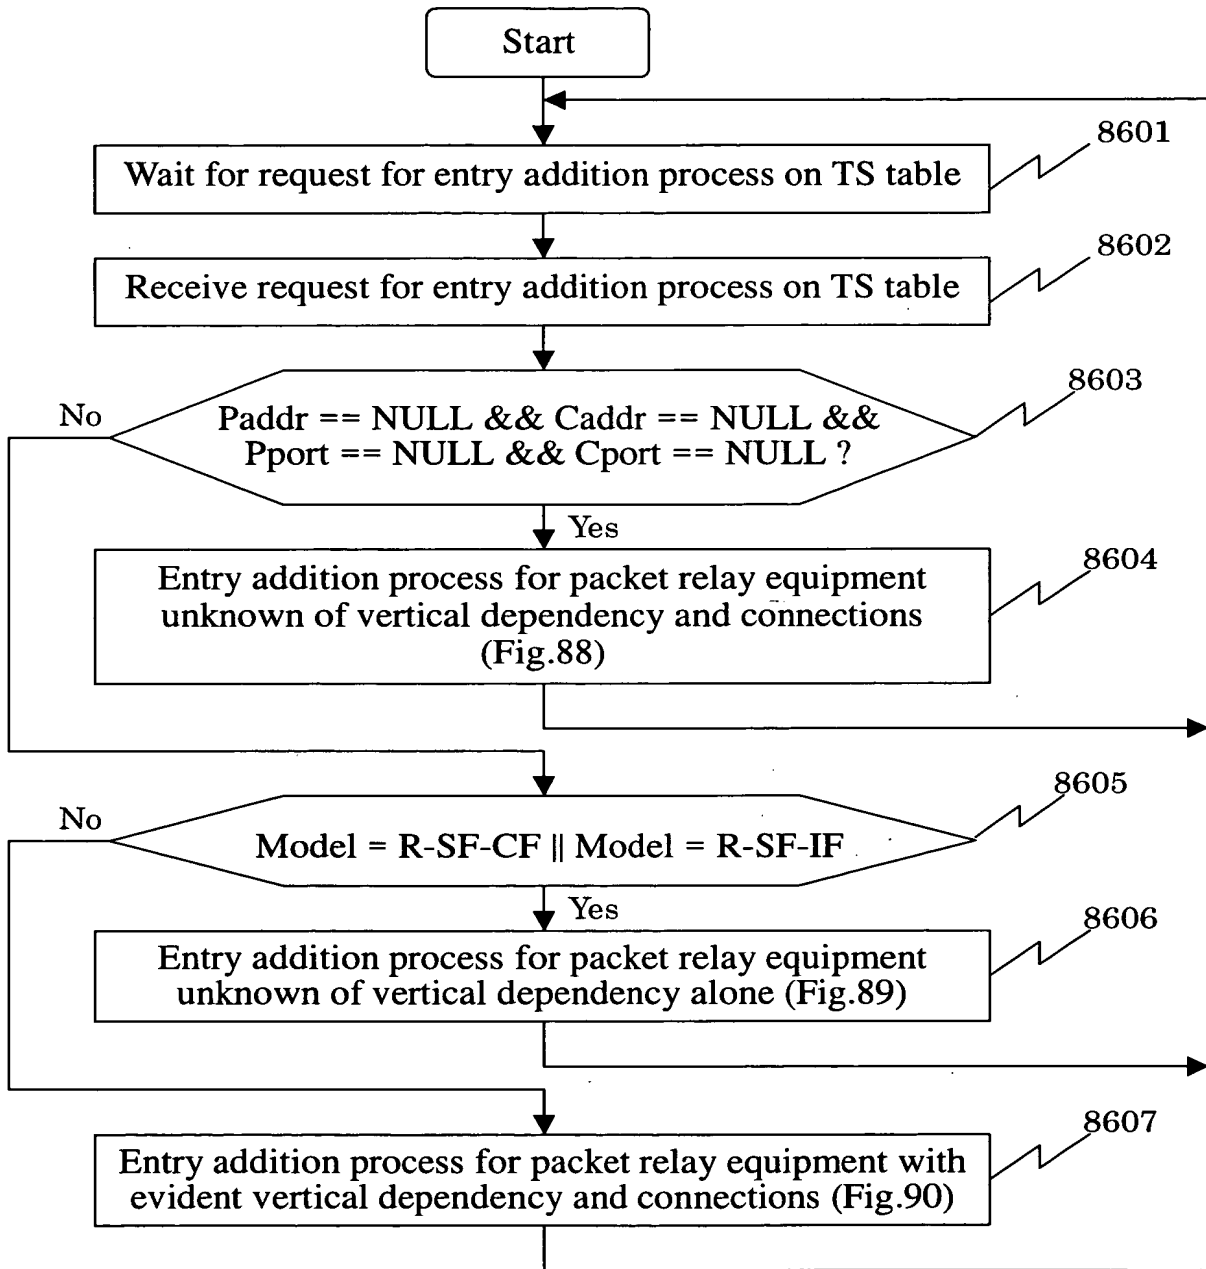 Start
8601
Wait for request for entry addition process on TS table
8602
Receive request for entry addition process on TS table
8603
No
Paddr == NULL && Caddr == NULL &&
Pport == NULL && Cport == NULL ?
Yes
8604
Entry addition process for packet relay equipment
unknown of vertical dependency and connections
(Fig.88)
8605
No
Model = R-SF-CF || Model = R-SF-IF
Yes
8606
Entry addition process for packet relay equipment
unknown of vertical dependency alone (Fig.89)
8607
Entry addition process for packet relay equipment with
evident vertical dependency and connections (Fig.90)